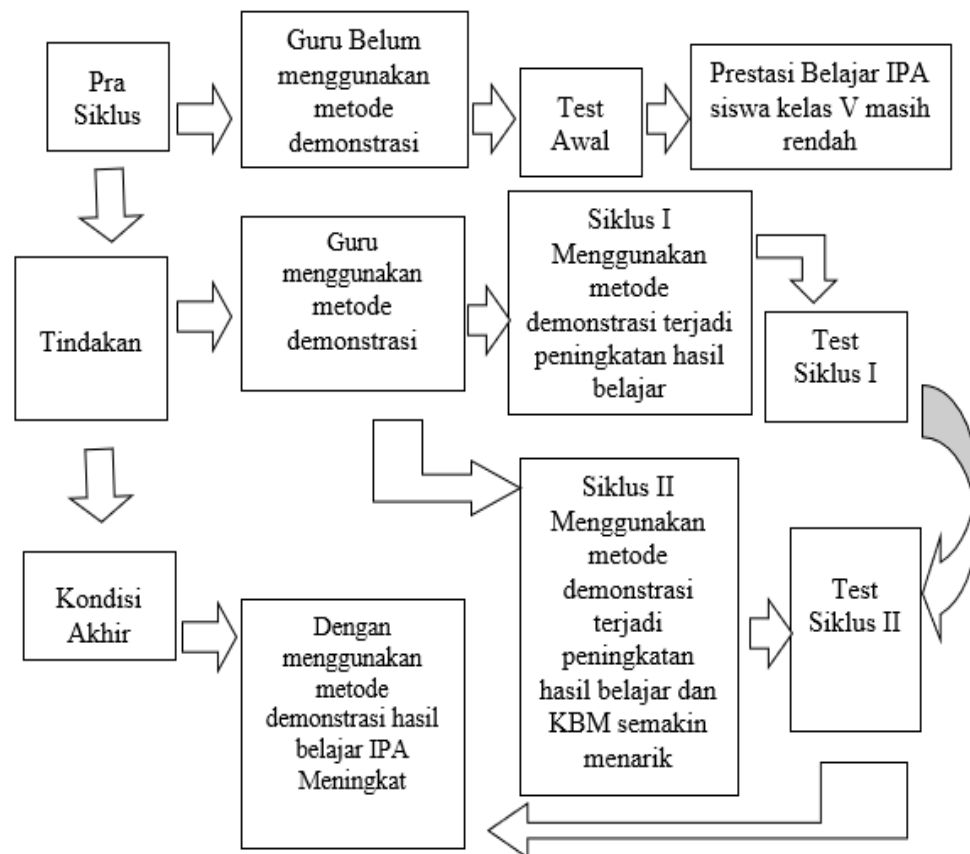 Pra
Siklus
Guru Belum
menggunakan
metode
demonstrasi
Test
Awal
Prestasi Belajar IPA
siswa kelas V masih
rendah
Tindakan
Guru
menggunakan
metode
demonstrasi
Siklus I
Menggunakan
metode
demonstrasi terjadi
peningkatan hasil
belajar
Test
Siklus I
Siklus II
Menggunakan
metode
demonstrasi
terjadi
peningkatan
hasil belajar dan
KBM semakin
menarik
Test
Siklus II
Kondisi
Akhir
Dengan
menggunakan
metode
demonstrasi hasil
belajar IPA
Meningkat